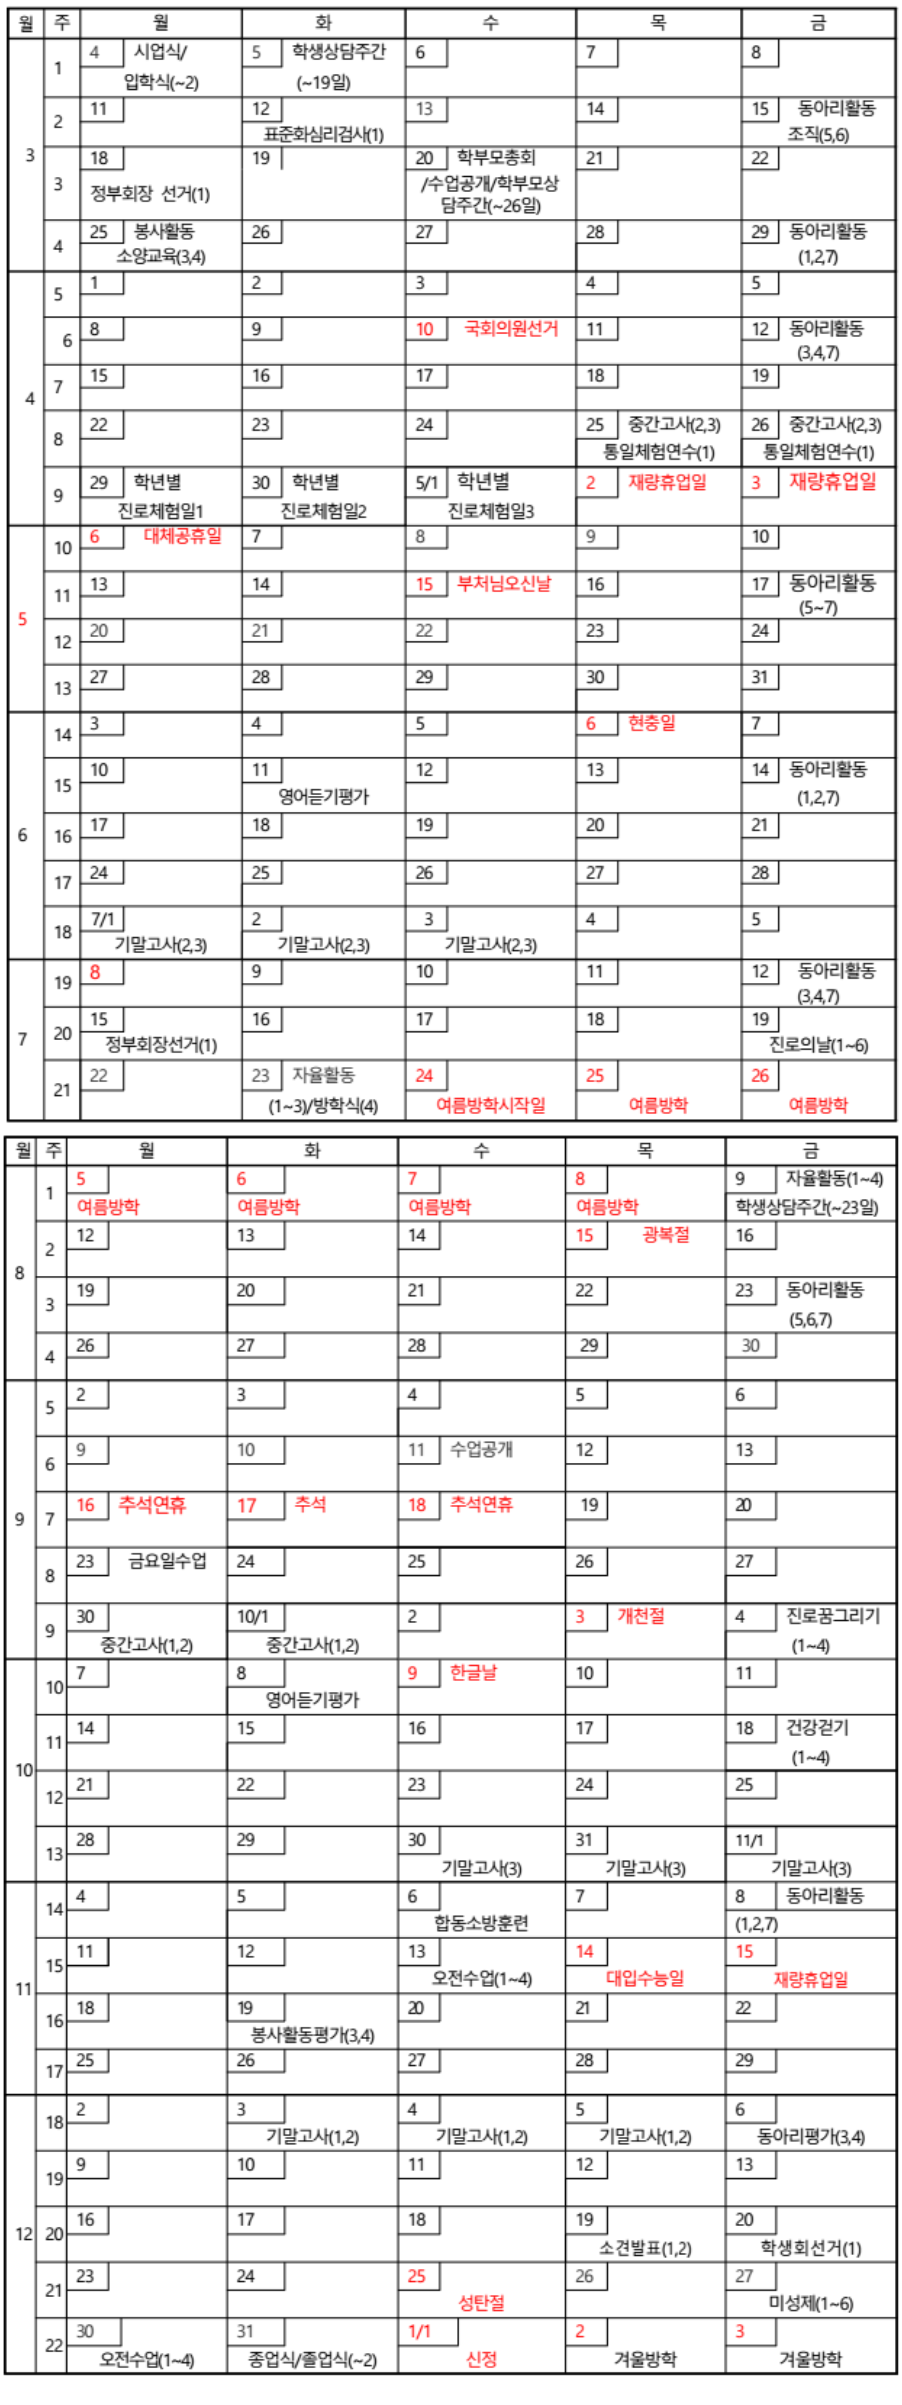 월 주 월 화 수 목 금
3
1 4 시업식/ 5 학생상담주간 6 7 8
입학식(~2) (~19일)
2 11 12 13 14 15 동아리활동
표준화심리검사(1) 조직(5,6)
3 18 19 20 학부모총회 21 22
정부회장 선거(1) /수업공개/학부모상
담주간(~26일)
4 25 봉사활동 26 27 28 29 동아리활동
소양교육(3,4) (1,2,7)
4
5 1 2 3 4 5
6 8 9 10 국회의원선거 11 12 동아리활동
(3,4,7)
7 15 16 17 18 19
8 22 23 24 25 중간고사(2,3) 26 중간고사(2,3)
통일체험연수(1) 통일체험연수(1)
9 29 학년별 30 학년별 5/1 학년별 2 재량휴업일 3 재량휴업일
진로체험일1 진로체험일2 진로체험일3
5
10 6 대체공휴일 7 8 9 10
11 13 14 15 부처님오신날 16 17 동아리활동
(5~7)
12 20 21 22 23 24
13 27 28 29 30 31
6
14 3 4 5 6 현충일 7
15 10 11 12 13 14 동아리활동
영어듣기평가 (1,2,7)
16 17 18 19 20 21
17 24 25 26 27 28
18 7/1 2 3 4 5
기말고사(2,3) 기말고사(2,3) 기말고사(2,3)
7
19 8 9 10 11 12 동아리활동
(3,4,7)
20 15 16 17 18 19
정부회장선거(1) 진로의날(1~6)
21 22 23 자율활동 24 25 26
(1~3)/방학식(4) 여름방학시작일 여름방학 여름방학
월 주 월 화 수 목 금
8
1 5 6 7 8 9 자율활동(1~4)
여름방학 여름방학 여름방학 여름방학 학생상담주간(~23일)
2 12 13 14 15 광복절 16
3 19 20 21 22 23 동아리활동
(5,6,7)
4 26 27 28 29 30
9
5 2 3 4 5 6
6 9 10 11 수업공개 12 13
7 16 추석연휴 17 추석 18 추석연휴 19 20
8 23 금요일수업 24 25 26 27
9 30 10/1 2 3 개천절 4 진로꿈그리기
중간고사(1,2) 중간고사(1,2) (1~4)
10
10 7 8 9 한글날 10 11
영어듣기평가
11 14 15 16 17 18 건강걷기
(1~4)
12 21 22 23 24 25
13 28 29 30 31 11/1
기말고사(3) 기말고사(3) 기말고사(3)
11
14 4 5 6 7 8 동아리활동
합동소방훈련 (1,2,7)
15 11 12 13 14 15
오전수업(1~4) 대입수능일 재량휴업일
16 18 19 20 21 22
봉사활동평가(3,4)
17 25 26 27 28 29
12
18 2 3 4 5 6
기말고사(1,2) 기말고사(1,2) 기말고사(1,2) 동아리평가(3,4)
19 9 10 11 12 13
20 16 17 18 19 20
소견발표(1,2) 학생회선거(1)
21 23 24 25 26 27
성탄절 미성제(1~6)
22 30 31 1/1 2 3
오전수업(1~4) 종업식/졸업식(~2) 신정 겨울방학 겨울방학